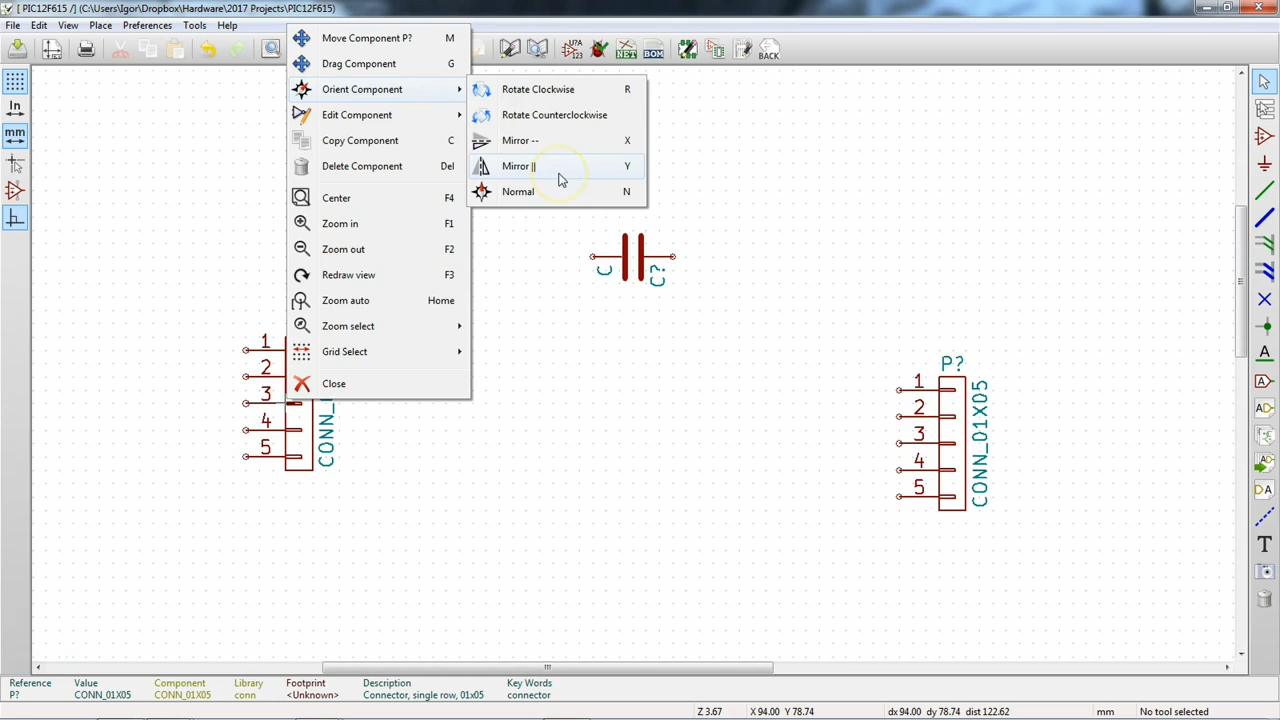 [ PIC12F615 /] (C:\Users\Igor\Dropbox\Hardware\2017 Projects\PIC12F615)
File Edit View Place Preferences Tools Help
U?A 123
NET
BOM
BACK
In
mm
Move Component P? M
Drag Component G
Orient Component
Edit Component
Copy Component C
Delete Component Del
Center F4
Zoom in F1
Zoom out F2
Redraw view F3
Zoom auto Home
Zoom select
Grid Select
Close
Rotate Clockwise R
Rotate Counterclockwise
Mirror -- X
Mirror || Y
Normal N
C
C?
1
2
3
4
5
P?
1
2
3
4
5
CONN_01X05
Reference Value Component Library Footprint Description Key Words
P? CONN_01X05 CONN_01X05 conn <Unknown> Connector, single row, 01x05 connector
Z 3.67 X 94.00 Y 78.74 dx 94.00 dy 78.74 dist 122.62 mm No tool selected